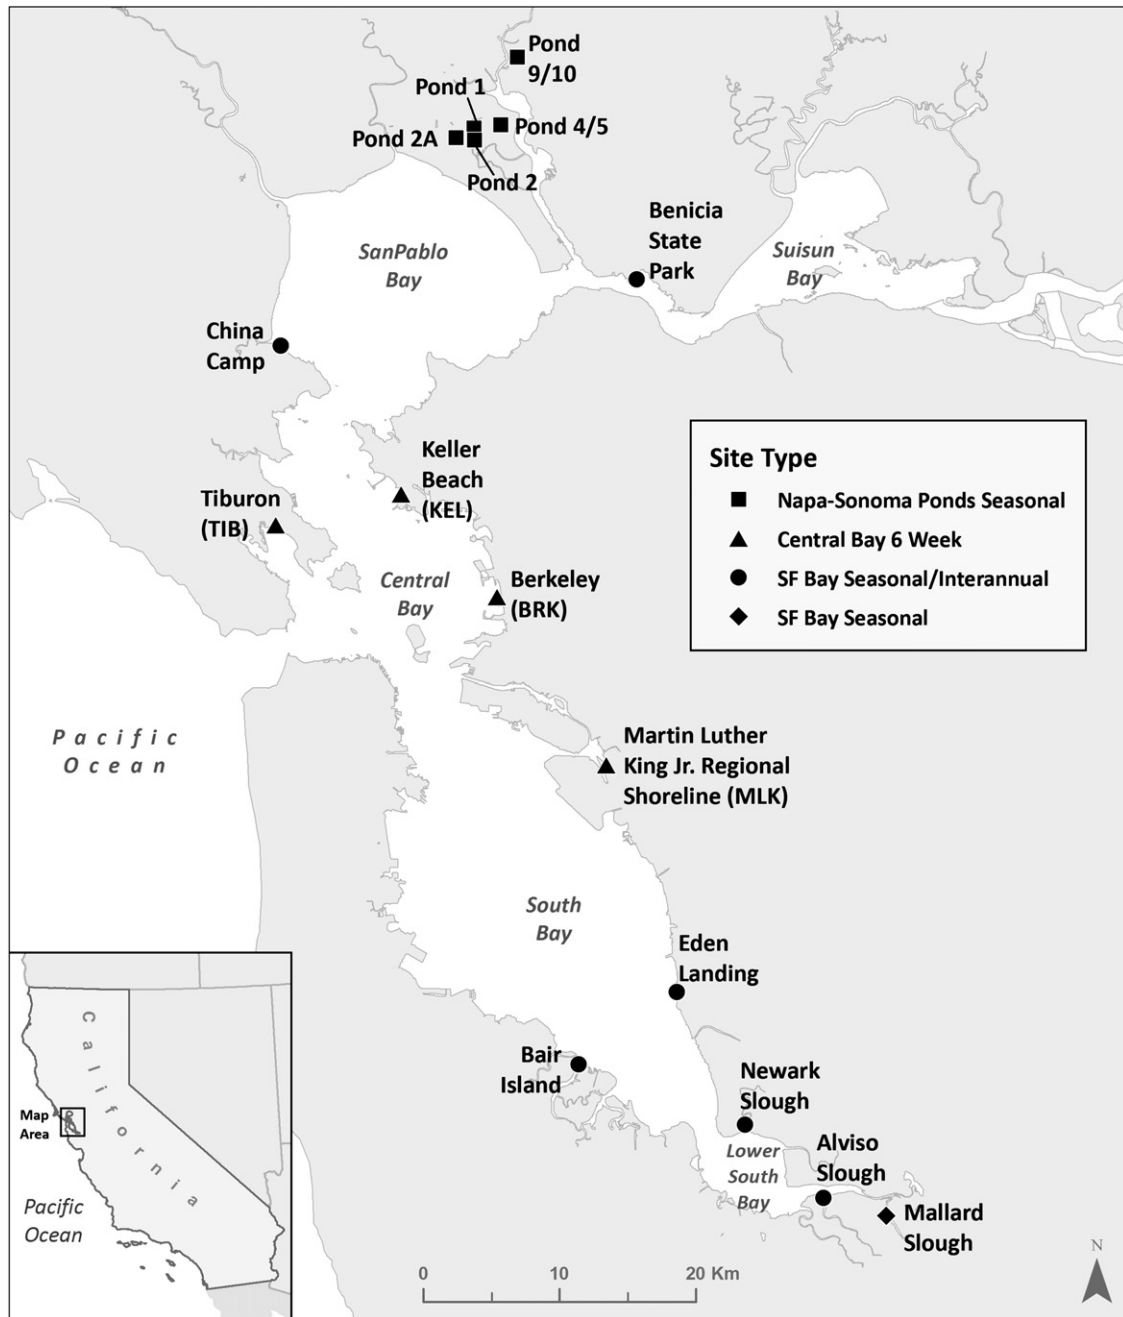 Pond
9/10
Pond 1
Pond 4/5
Pond 2A
Pond 2
Benicia
State
Park
SanPablo
Bay
Suisun
Bay
China
Camp
Keller
Beach
(KEL)
Tiburon
(TIB)
Central
Bay
Berkeley
(BRK)
Site Type
Napa-Sonoma Ponds Seasonal
Central Bay 6 Week
SF Bay Seasonal/Interannual
SF Bay Seasonal
Pacific
Ocean
Martin Luther
King Jr. Regional
Shoreline (MLK)
South
Bay
Eden
Landing
Bair
Island
Newark
Slough
Lower
South
Bay
Alviso
Slough
Mallard
Slough
California
Map
Area
Pacific
Ocean
0 10 20 Km
N